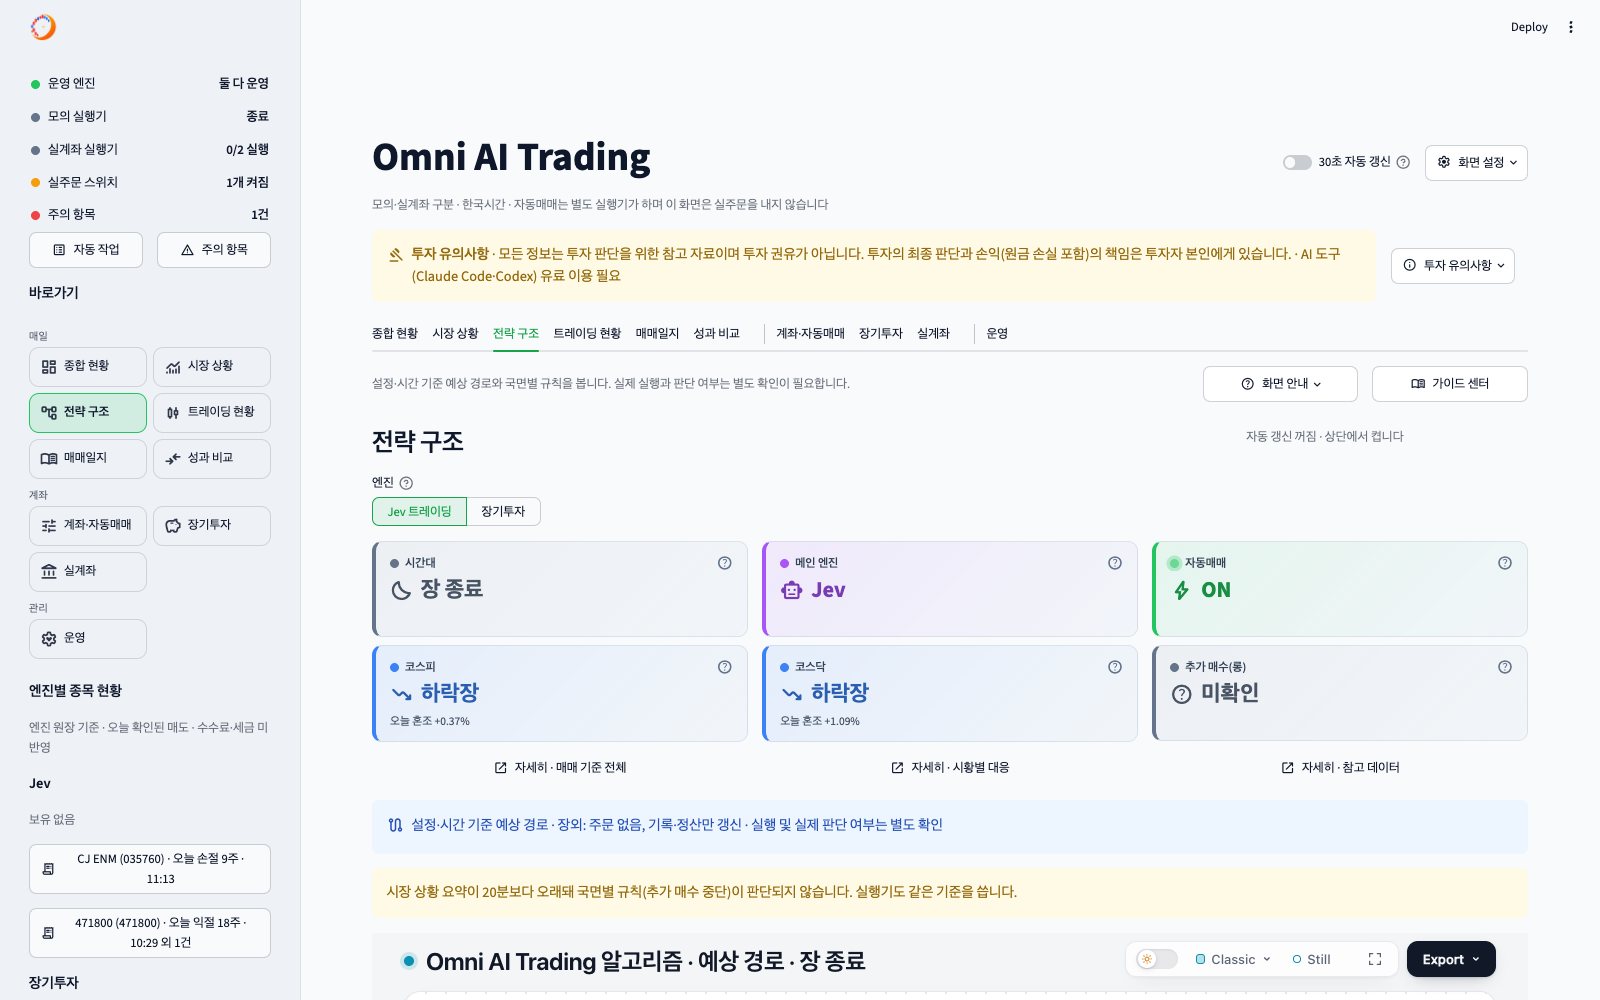 운영 엔진 둘 다 운영
모의 실행기 종료
실계좌 실행기 0/2 실행
실주문 스위치 1개 켜짐
주의 항목 1건
자동 작업 주의 항목
바로가기
매일
종합 현황 시장 상황
전략 구조 트레이딩 현황
매매일지 성과 비교
계좌
계좌·자동매매 장기투자
실계좌
관리
운영
엔진별 종목 현황
엔진 원장 기준 · 오늘 확인된 매도 · 수수료·세금 미
반영
Jev
보유 없음
CJ ENM (035760) · 오늘 손절 9주 ·
11:13
471800 (471800) · 오늘 익절 18주 ·
10:29 외 1건
장기투자
Deploy
Omni AI Trading
30초 자동 갱신 화면 설정
모의·실계좌 구분 · 한국시간 · 자동매매는 별도 실행기가 하며 이 화면은 실주문을 내지 않습니다
투자 유의사항 · 모든 정보는 투자 판단을 위한 참고 자료이며 투자 권유가 아닙니다. 투자의 최종 판단과 손익(원금 손실 포함)의 책임은 투자자 본인에게 있습니다. · AI 도구
(Claude Code·Codex) 유료 이용 필요
투자 유의사항
종합 현황 시장 상황 전략 구조 트레이딩 현황 매매일지 성과 비교 계좌·자동매매 장기투자 실계좌 운영
설정·시간 기준 예상 경로와 국면별 규칙을 봅니다. 실제 실행과 판단 여부는 별도 확인이 필요합니다.
화면 안내 가이드 센터
전략 구조
자동 갱신 꺼짐 · 상단에서 켭니다
엔진
Jev 트레이딩 장기투자
시간대
장 종료
메인 엔진
Jev
자동매매
ON
코스피
하락장
오늘 혼조 +0.37%
코스닥
하락장
오늘 혼조 +1.09%
추가 매수(롱)
미확인
자세히 · 매매 기준 전체 자세히 · 시황별 대응 자세히 · 참고 데이터
설정·시간 기준 예상 경로 · 장외: 주문 없음, 기록·정산만 갱신 · 실행 및 실제 판단 여부는 별도 확인
시장 상황 요약이 20분보다 오래돼 국면별 규칙(추가 매수 중단)이 판단되지 않습니다. 실행기도 같은 기준을 씁니다.
Omni AI Trading 알고리즘 · 예상 경로 · 장 종료
Classic Still Export